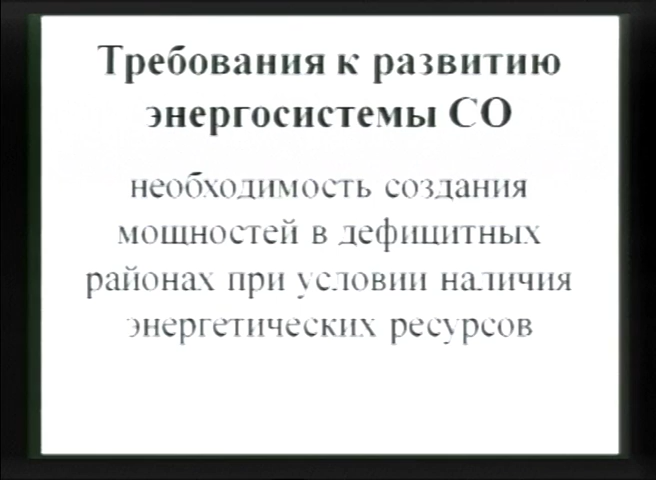 Требования к развитию
энергосистемы СО
необходимость создания
мощностей в дефицитных
районах при условии наличия
энергетических ресурсов